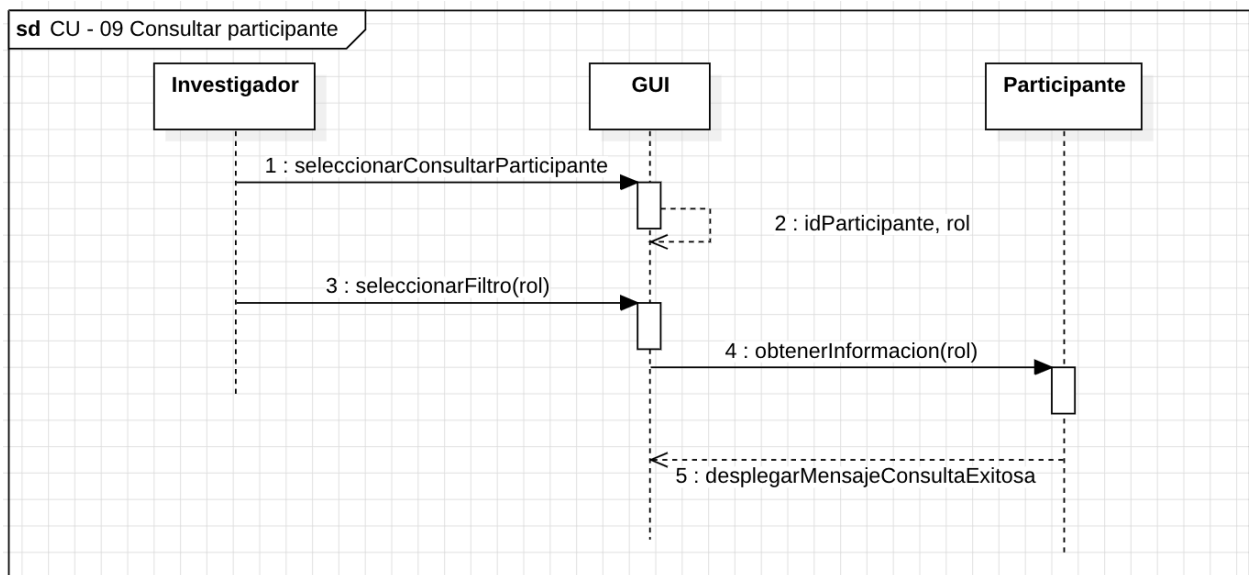 sd CU - 09 Consultar participante
Investigador
GUI
Participante
1 : seleccionarConsultarParticipante
2 : idParticipante, rol
3 : seleccionarFiltro(rol)
4 : obtenerInformacion(rol)
5 : desplegarMensajeConsultaExitosa